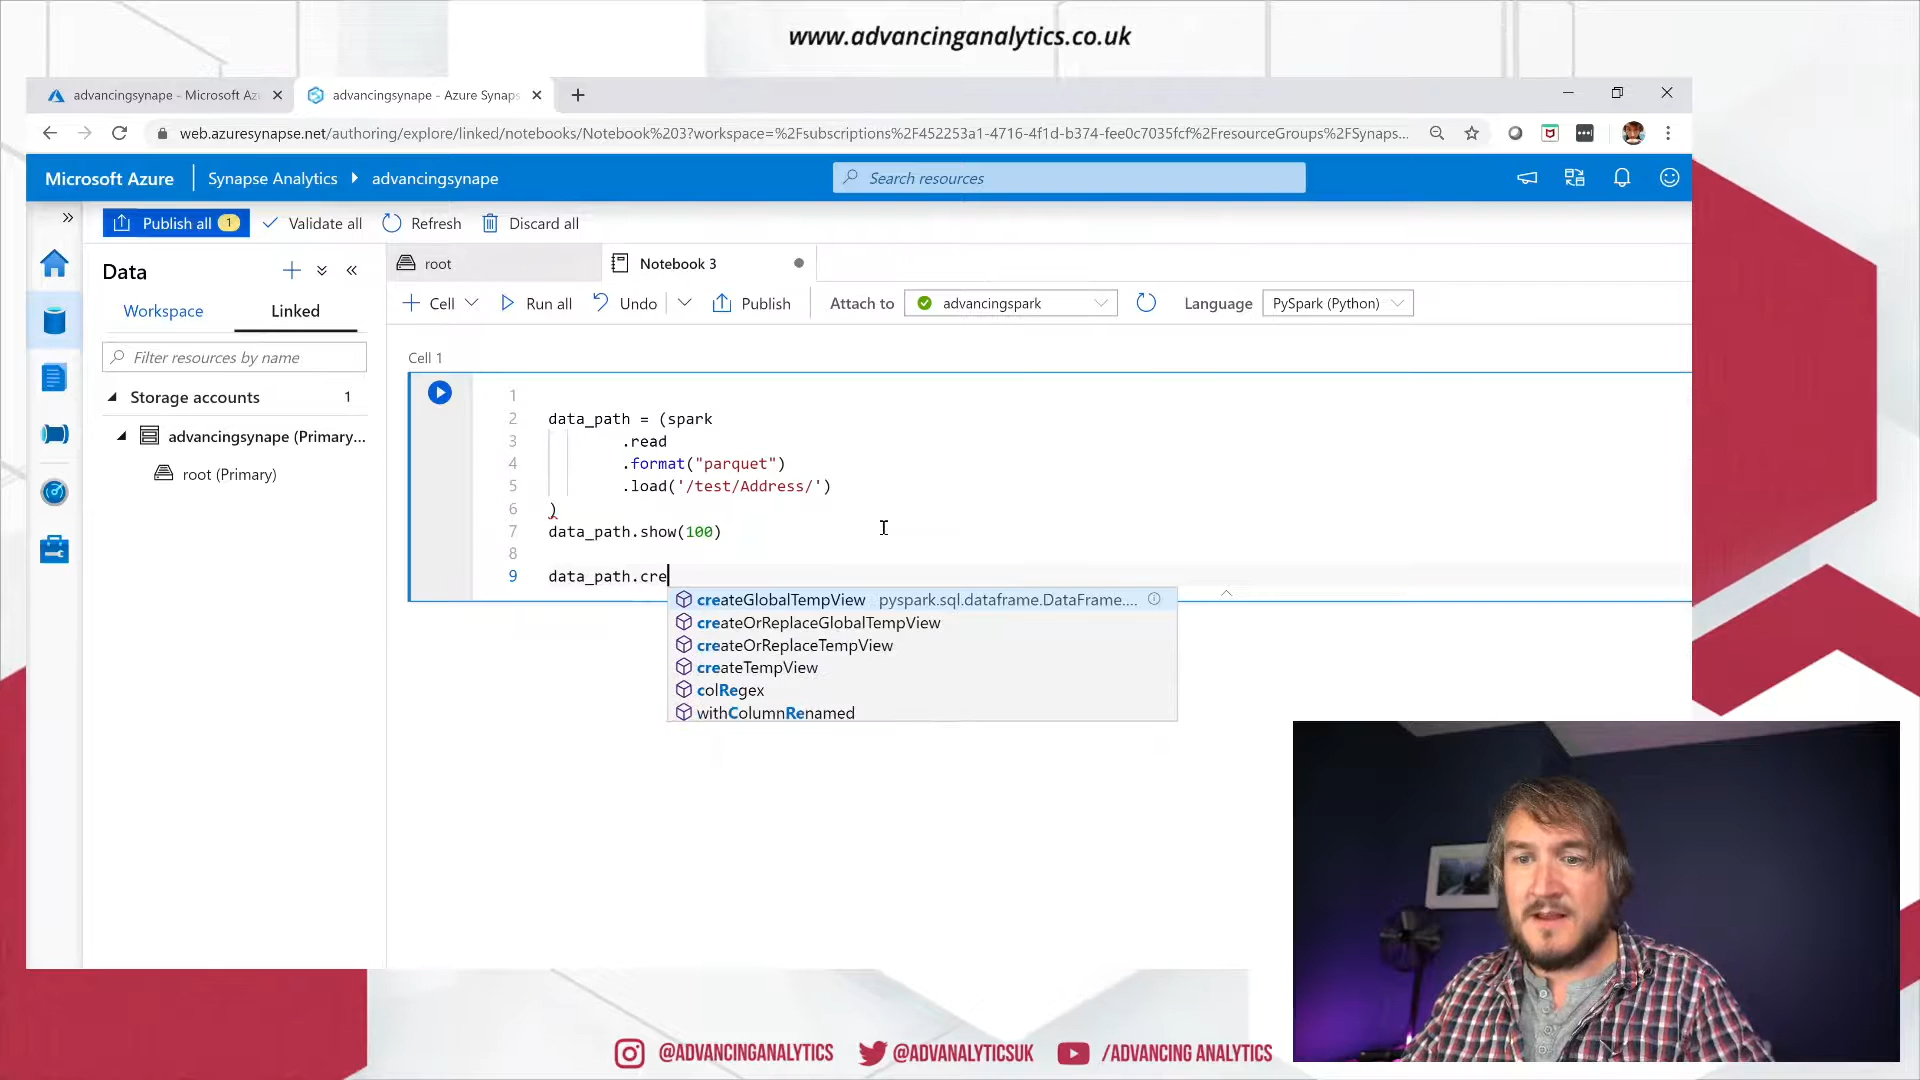 www.advancinganalytics.co.uk
advancingsynape - Microsoft Az
advancingsynape - Azure Synaps
web.azuresynapse.net/authoring/explore/linked/notebooks/Notebook%203?workspace=%2Fsubscriptions%2F452253a1-4716-4f1d-b374-fee0c7035fcf%2FresourceGroups%2FSynaps...
Microsoft Azure
Synapse Analytics
advancingsynape
Search resources
Publish all 1
Validate all
Refresh
Discard all
Data
Workspace
Linked
Filter resources by name
Storage accounts 1
advancingsynape (Primary...
root (Primary)
root
Notebook 3
Cell
Run all
Undo
Publish
Attach to
advancingspark
Language
PySpark (Python)
Cell 1
1
2 data_path = (spark
3 .read
4 .format("parquet")
5 .load('/test/Address/')
6 )
7 data_path.show(100)
8
9 data_path.cre
createGlobalTempView pyspark.sql.dataframe.DataFrame....
createOrReplaceGlobalTempView
createOrReplaceTempView
createTempView
colRegex
withColumnRenamed
@ADVANCINGANALYTICS
@ADVANALYTICSUK
/ADVANCING ANALYTICS